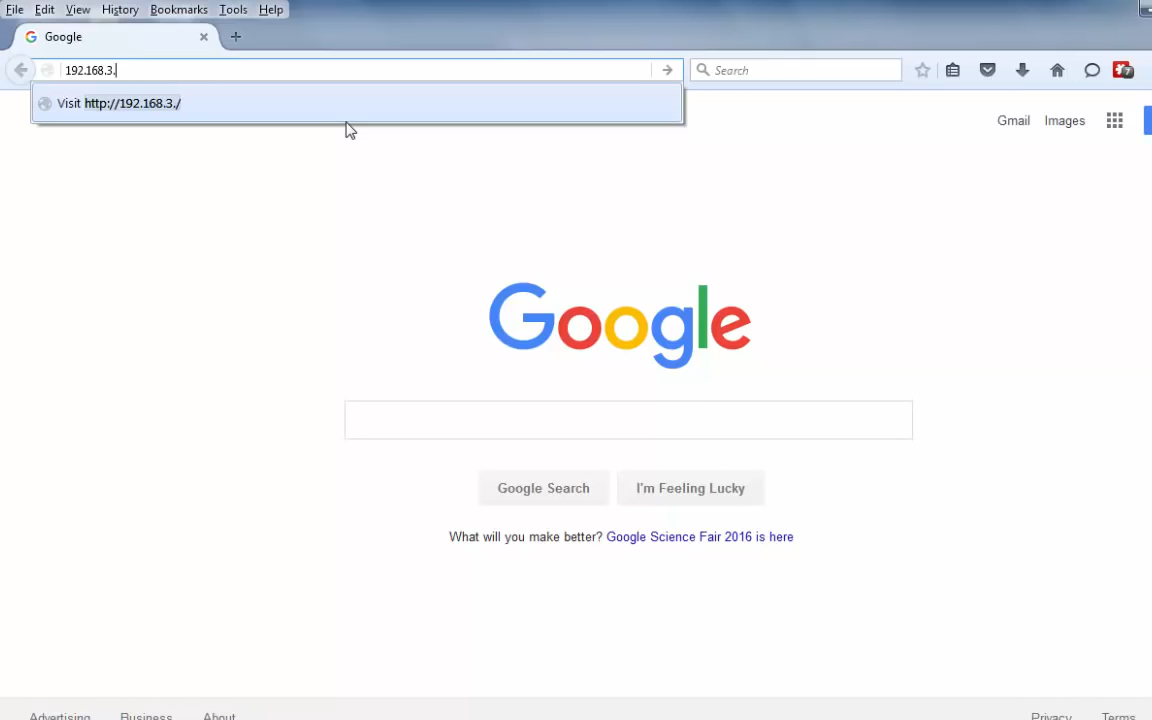 File Edit View History Bookmarks Tools Help
Google
192.168.3.
Search
7
Visit http://192.168.3./
Gmail Images
Google
Google Search I'm Feeling Lucky
What will you make better? Google Science Fair 2016 is here
Advertising Business About Privacy Terms